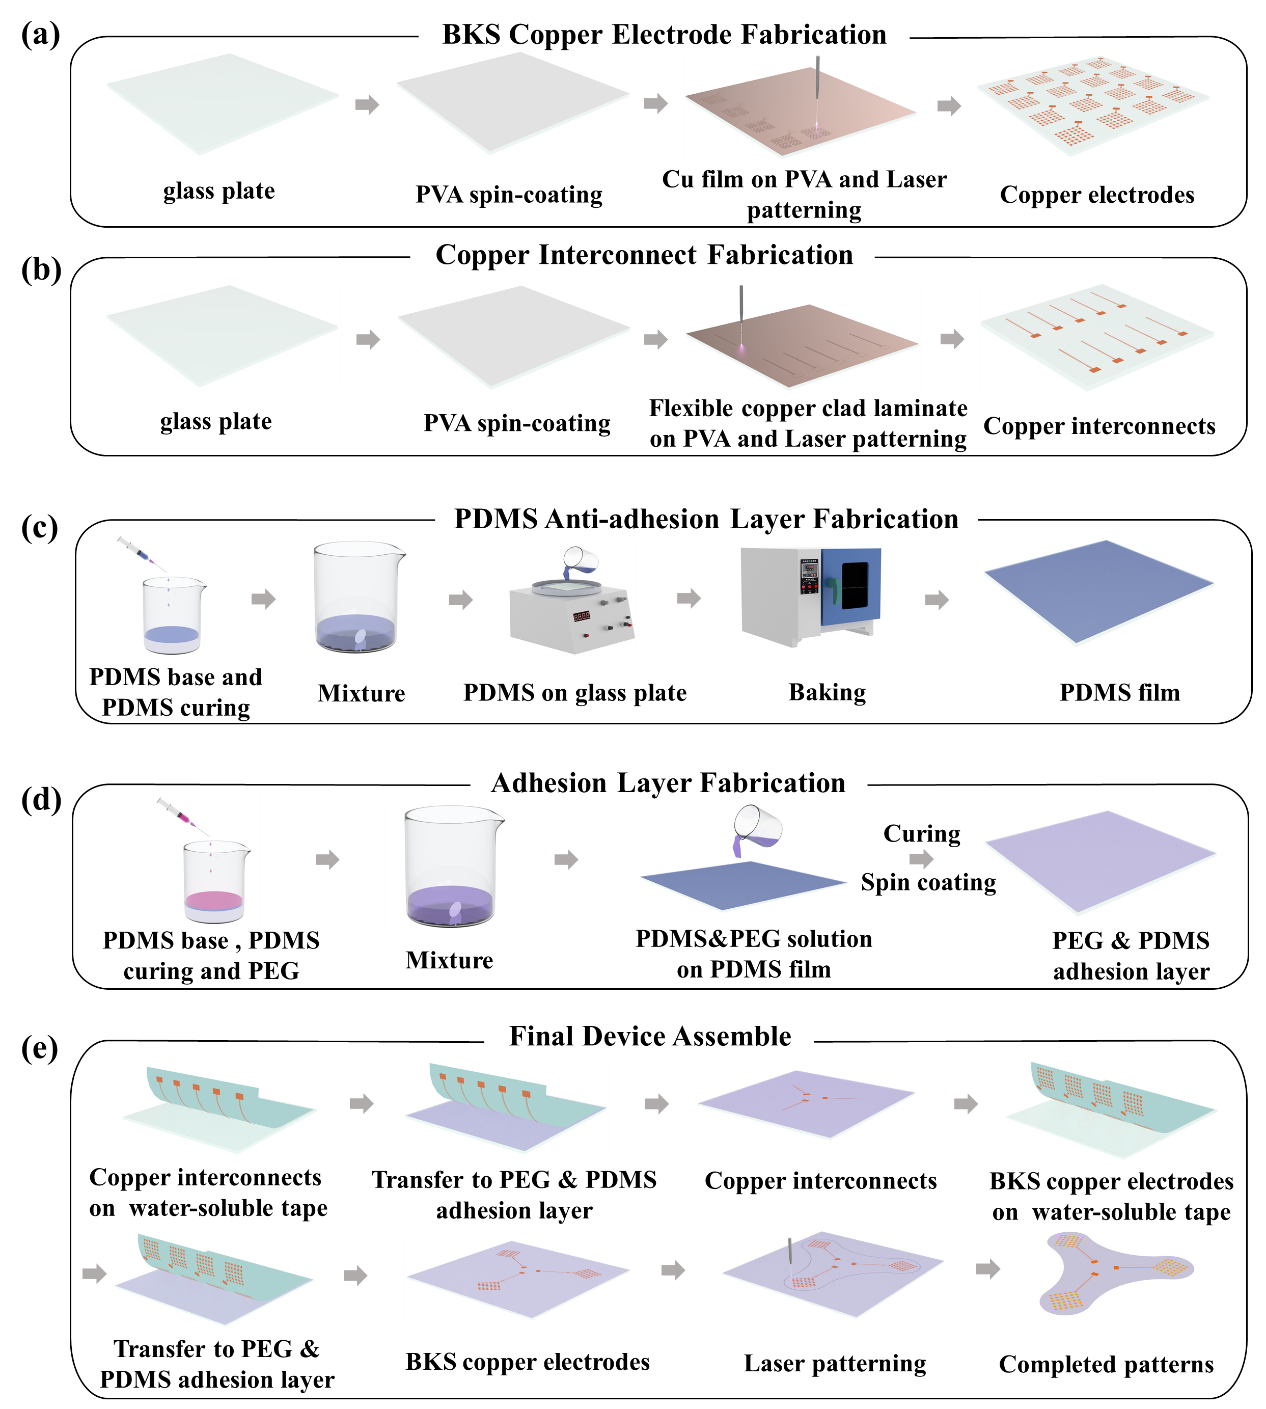 (a)
BKS Copper Electrode Fabrication
glass plate
PVA spin-coating
Cu film on PVA and Laser
patterning
Copper electrodes
(b)
Copper Interconnect Fabrication
glass plate
PVA spin-coating
Flexible copper clad laminate
on PVA and Laser patterning
Copper interconnects
(c)
PDMS Anti-adhesion Layer Fabrication
PDMS base and
PDMS curing
Mixture
PDMS on glass plate
Baking
PDMS film
(d)
Adhesion Layer Fabrication
PDMS base , PDMS
curing and PEG
Mixture
PDMS&PEG solution
on PDMS film
Curing
Spin coating
PEG & PDMS
adhesion layer
(e)
Final Device Assemble
Copper interconnects
on water-soluble tape
Transfer to PEG & PDMS
adhesion layer
Copper interconnects
BKS copper electrodes
on water-soluble tape
Transfer to PEG &
PDMS adhesion layer
BKS copper electrodes
Laser patterning
Completed patterns